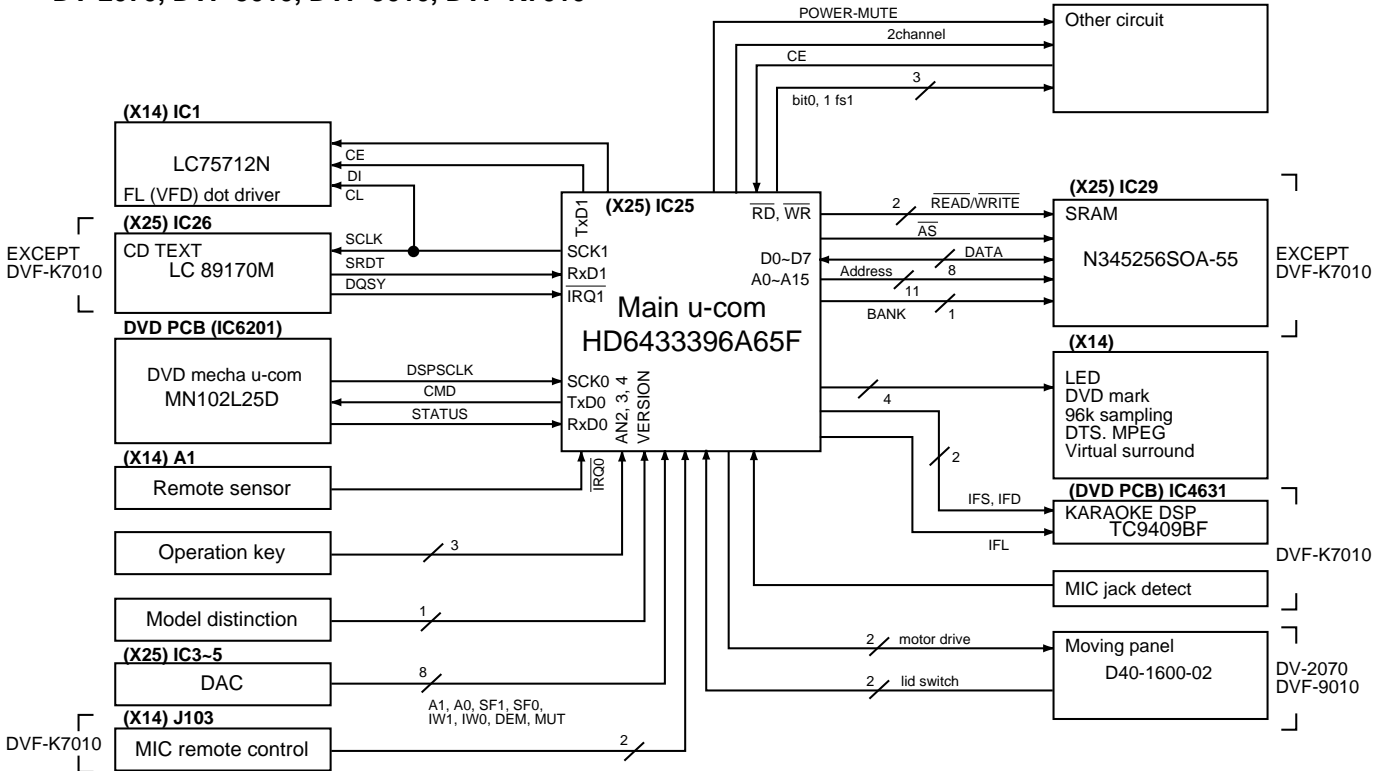 POWER-MUTE
2channel
CE
3
bit0, 1 fs1
Other circuit
(X14) IC1
LC75712N
FL (VFD) dot driver
CE
DI
CL
(X25) IC26
CD TEXT
LC 89170M
EXCEPT
DVF-K7010
SCLK
SRDT
DQSY
DVD PCB (IC6201)
DVD mecha u-com
MN102L25D
DSPSCLK
CMD
STATUS
(X14) A1
Remote sensor
Operation key
3
Model distinction
1
(X25) IC3~5
DAC
8
A1, A0, SF1, SF0,
IW1, IW0, DEM, MUT
(X14) J103
MIC remote control
2
DVF-K7010
(X25) IC25
TxD1
SCK1
RxD1
IRQ1
Main u-com
HD6433396A65F
SCK0
TxD0
RxD0
AN2, 3, 4
VERSION
IRQ0
RD, WR
D0~D7
A0~A15
2
READ/WRITE
AS
DATA
Address
8
11
BANK
1
(X25) IC29
SRAM
N345256SOA-55
EXCEPT
DVF-K7010
(X14)
LED
DVD mark
96k sampling
DTS. MPEG
Virtual surround
4
2
IFS, IFD
IFL
(DVD PCB) IC4631
KARAOKE DSP
TC9409BF
DVF-K7010
MIC jack detect
2 motor drive
2 lid switch
Moving panel
D40-1600-02
DV-2070
DVF-9010